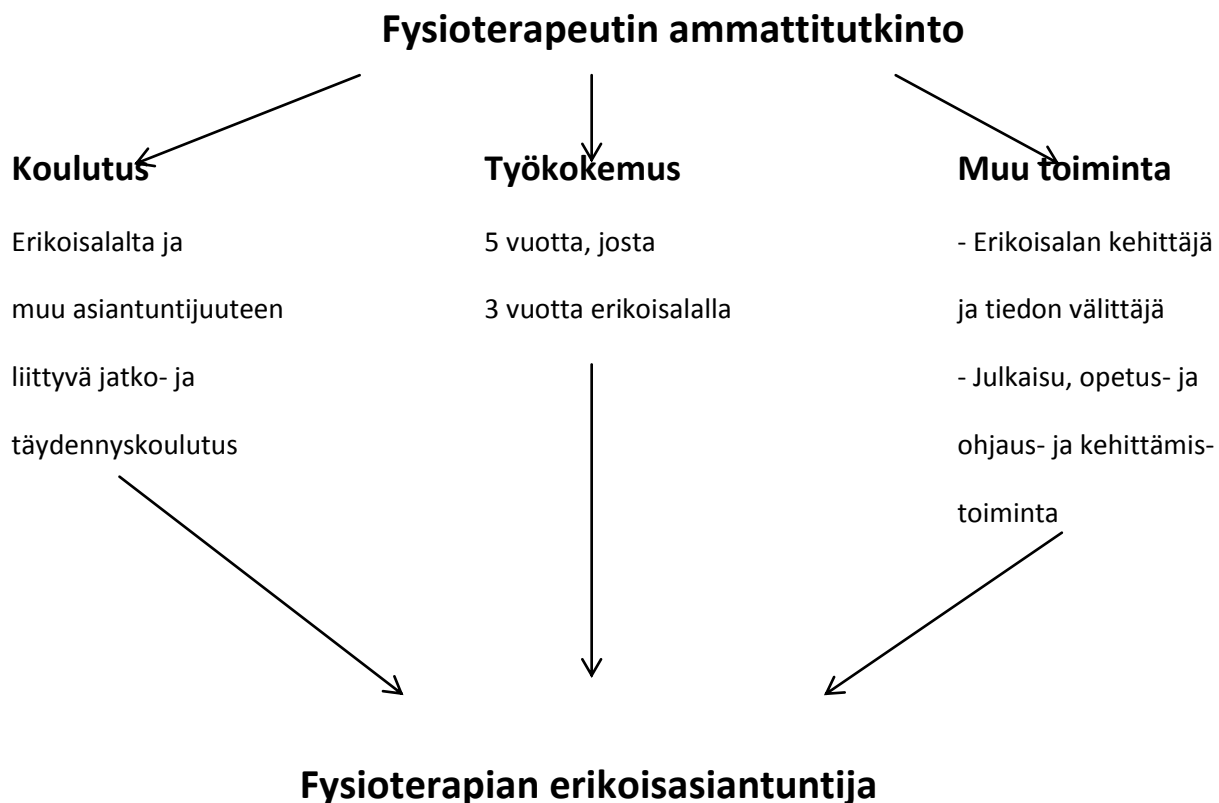 Fysioterapeutin ammattitutkinto
Koulutus
Erikoisalalta ja
muu asiantuntijuuteen
liittyvä jatko- ja
täydennyskoulutus
Työkokemus
5 vuotta, josta
3 vuotta erikoisalalla
Muu toiminta
- Erikoisalan kehittäjä
ja tiedon välittäjä
- Julkaisu, opetus- ja
ohjaus- ja kehittämis-
toiminta
Fysioterapian erikoisasiantuntija